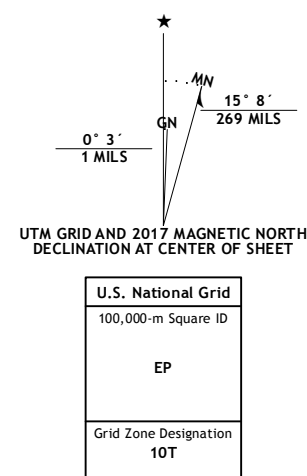 MN
15° 8´
269 MILS
GN
0° 3´
1 MILS
UTM GRID AND 2017 MAGNETIC NORTH
DECLINATION AT CENTER OF SHEET
U.S. National Grid
100,000-m Square ID
EP
Grid Zone Designation
10T